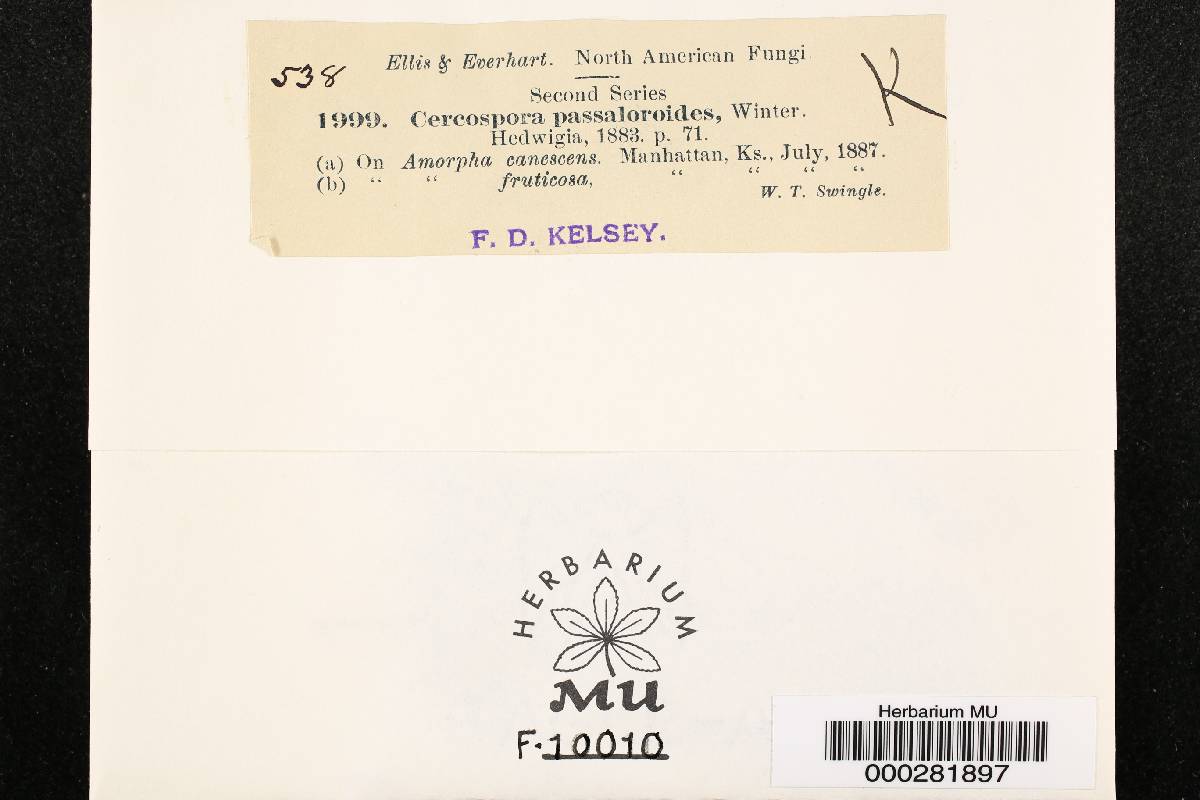 538
Ellis & Everhart. North American Fungi
K
Second Series
1999. Cercospora passaloroides, Winter.
Hedwigia, 1883. p. 71.
(a) On Amorpha canescens. Manhattan, Ks., July, 1887.
(b) “ “ fruticosa, “ “ “ “
W. T. Swingle.
F. D. KELSEY.
HERBARIUM
MU
F-10010
Herbarium MU
000281897